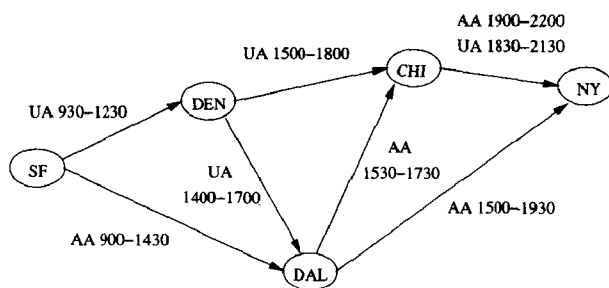 AA 1900–2200
UA 1500–1800
UA 1830–2130
CHI
NY
DEN
UA 930–1230
AA
UA
1530–1730
SF
1400–1700
AA 1500–1930
AA 900–1430
DAL